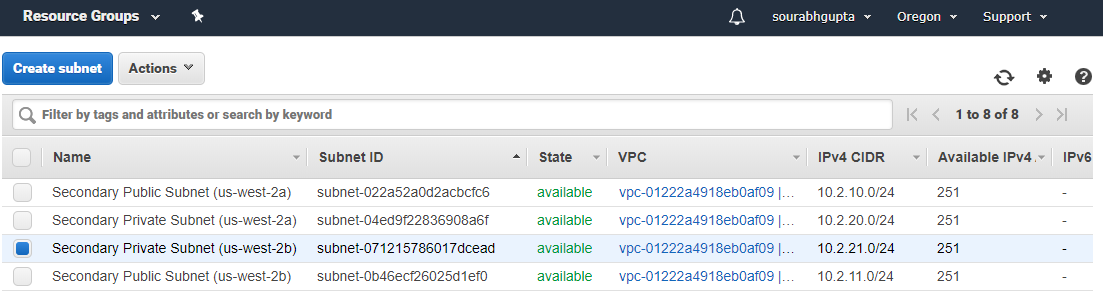 Resource Groups sourabhgupta Oregon Support
Create subnet Actions
Filter by tags and attributes or search by keyword 1 to 8 of 8
Name Subnet ID State VPC IPv4 CIDR Available IPv4 IPv6
Secondary Public Subnet (us-west-2a) subnet-022a52a0d2acbcfc6 available vpc-01222a4918eb0af09 |... 10.2.10.0/24 251 -
Secondary Private Subnet (us-west-2a) subnet-04ed9f22836908a6f available vpc-01222a4918eb0af09 |... 10.2.20.0/24 251 -
Secondary Private Subnet (us-west-2b) subnet-071215786017dcead available vpc-01222a4918eb0af09 |... 10.2.21.0/24 251 -
Secondary Public Subnet (us-west-2b) subnet-0b46ecf26025d1ef0 available vpc-01222a4918eb0af09 |... 10.2.11.0/24 251 -